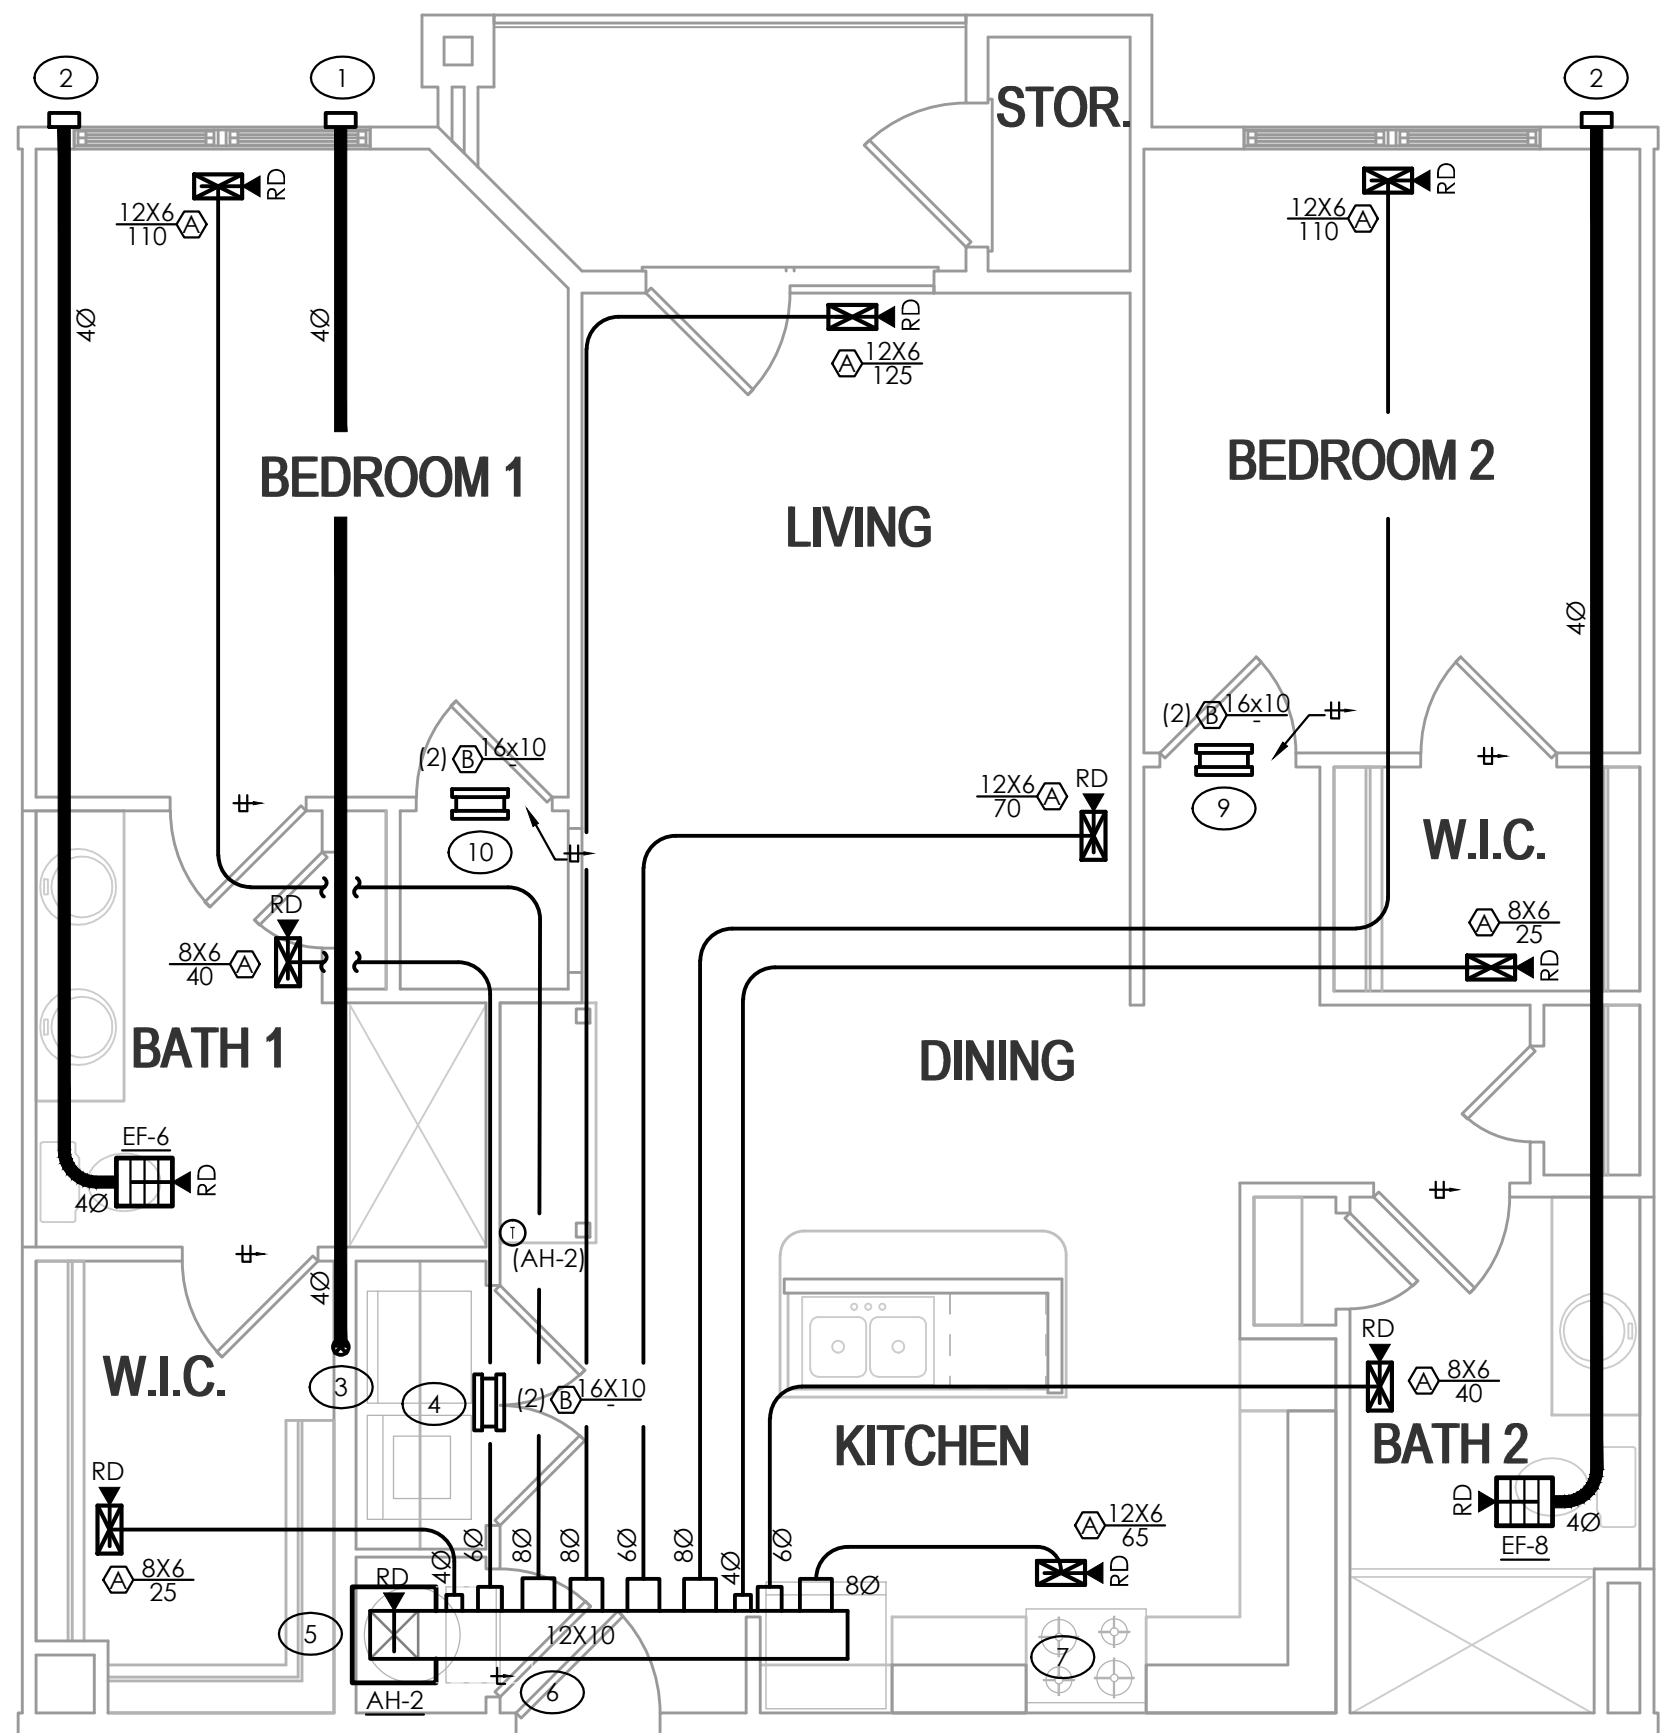 2
1
2
STOR.
RD
12X6
110
A
RD
12X6
110
A
4Ø
4Ø
RD
A
12X6
125
BEDROOM 1
BEDROOM 2
LIVING
4Ø
(2) B 16x10
-
9
(2) B 16x10
-
10
12X6
70
A
RD
W.I.C.
A
8X6
25
RD
RD
8X6
40
A
BATH 1
DINING
EF-6
RD
4Ø
T
(AH-2)
4Ø
W.I.C.
3
4
(2) B 16X10
-
RD
A
8X6
40
KITCHEN
BATH 2
RD
A
8X6
25
A
12X6
65
RD
RD
4Ø
EF-8
4Ø
6Ø
8Ø
8Ø
6Ø
8Ø
4Ø
6Ø
8Ø
RD
5
12X10
7
6
AH-2